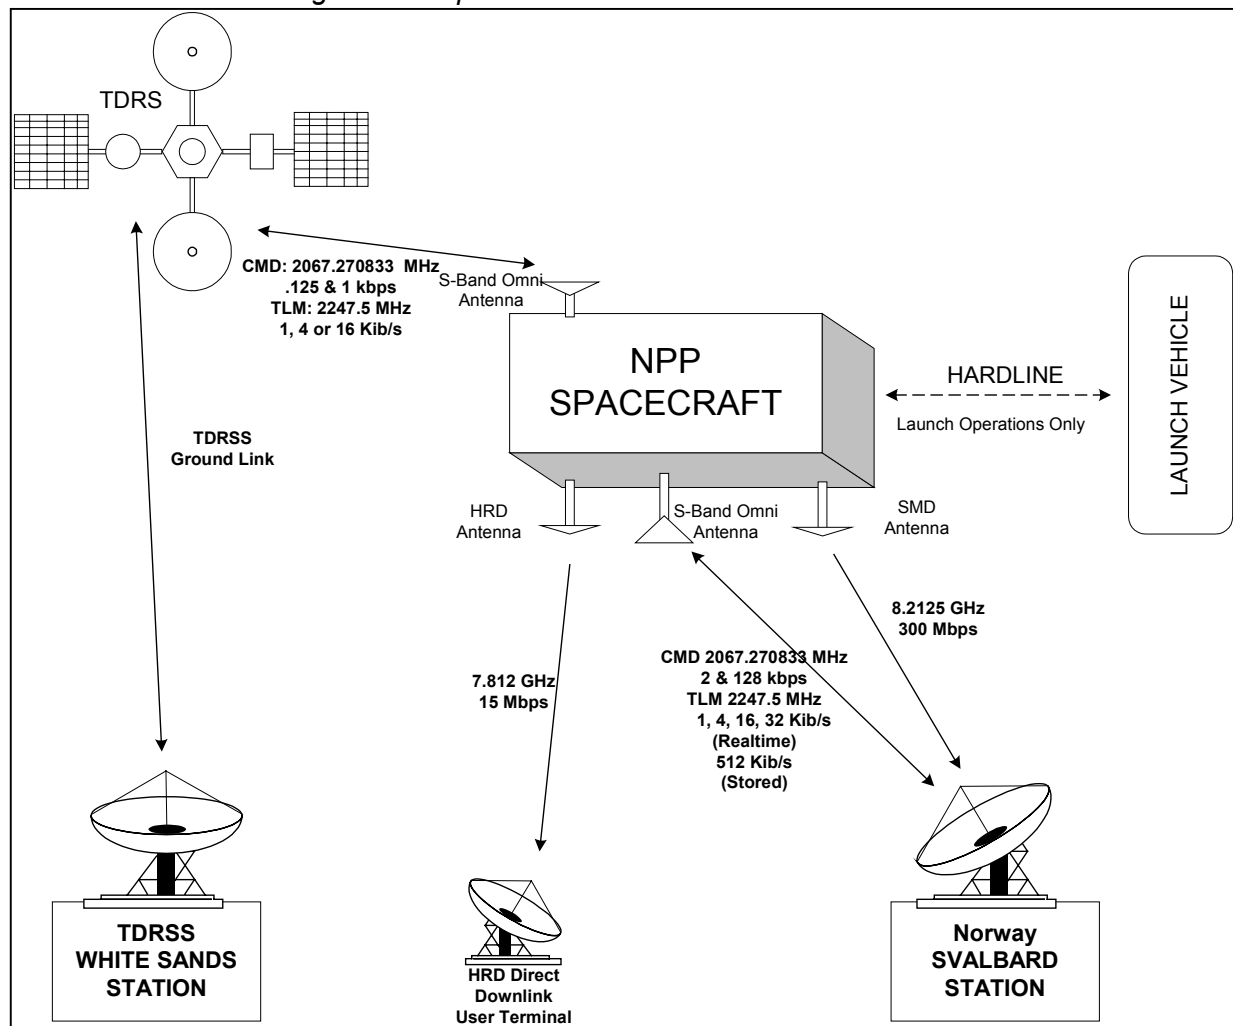 TDRS
CMD: 2067.270833 MHz
.125 & 1 kbps
TLM: 2247.5 MHz
1, 4 or 16 Kib/s
S-Band Omni
Antenna
NPP
SPACECRAFT
HARDLINE
Launch Operations Only
LAUNCH VEHICLE
TDRSS
Ground Link
HRD
Antenna
S-Band Omni
Antenna
SMD
Antenna
8.2125 GHz
300 Mbps
CMD 2067.270833 MHz
2 & 128 kbps
TLM 2247.5 MHz
1, 4, 16, 32 Kib/s
(Realtime)
512 Kib/s
(Stored)
7.812 GHz
15 Mbps
TDRSS
WHITE SANDS
STATION
HRD Direct
Downlink
User Terminal
Norway
SVALBARD
STATION